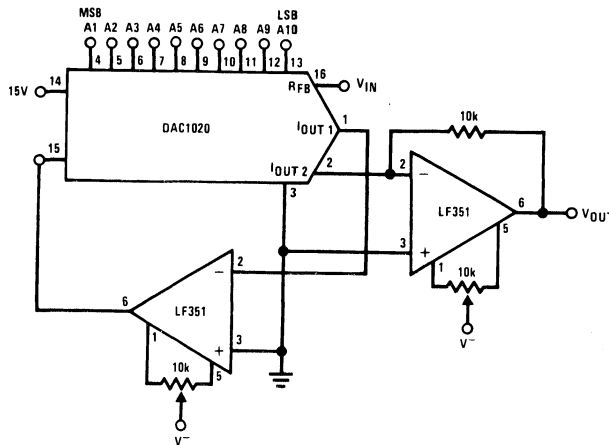 MSB LSB
A1 A2 A3 A4 A5 A6 A7 A8 A9 A10
4 5 6 7 8 9 10 11 12 13
16
RFB VIN
14
15V
DAC1020
IOUT 1 1
15
IOUT 2 2
3
10k
2
−
LF351
6
VOUT
3
+
5
1
10k
V−
2
−
6
LF351
1
+
3
10k
5
V−